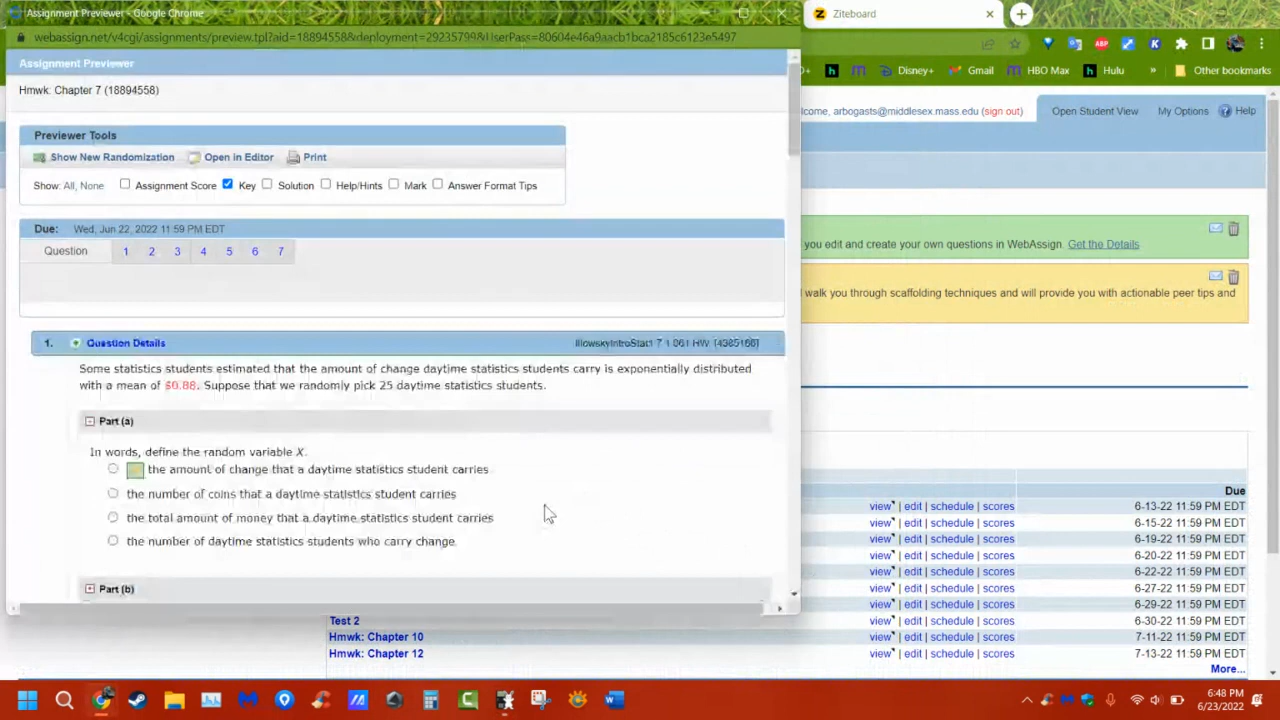 Assignment Previewer - Google Chrome
Ziteboard
webassign.net/v4cgi/assignments/preview.tpl?aid=18894558&deployment=29235799&UserPass=80604e46a9aacb1bca2185c6123e5497
Disney+ Gmail HBO Max Hulu » Other bookmarks
Assignment Previewer
Hmwk: Chapter 7 (18894558)
come, arbogasts@middlesex.mass.edu (sign out) Open Student View My Options Help
Previewer Tools
Show New Randomization Open in Editor Print
Show: All, None Assignment Score Key Solution Help/Hints Mark Answer Format Tips
Due: Wed, Jun 22, 2022 11:59 PM EDT
Question 1 2 3 4 5 6 7
you edit and create your own questions in WebAssign. Get the Details
walk you through scaffolding techniques and will provide you with actionable peer tips and
1. Question Details IllowskyIntroStat1 7.1.061.HW. [4385166]
Some statistics students estimated that the amount of change daytime statistics students carry is exponentially distributed
with a mean of $0.88. Suppose that we randomly pick 25 daytime statistics students.
Part (a)
In words, define the random variable X.
the amount of change that a daytime statistics student carries
the number of coins that a daytime statistics student carries
the total amount of money that a daytime statistics student carries
the number of daytime statistics students who carry change
Part (b)
Due
view | edit | schedule | scores 6-13-22 11:59 PM EDT
view | edit | schedule | scores 6-15-22 11:59 PM EDT
view | edit | schedule | scores 6-19-22 11:59 PM EDT
view | edit | schedule | scores 6-20-22 11:59 PM EDT
view | edit | schedule | scores 6-22-22 11:59 PM EDT
view | edit | schedule | scores 6-27-22 11:59 PM EDT
view | edit | schedule | scores 6-29-22 11:59 PM EDT
Test 2 view | edit | schedule | scores 6-30-22 11:59 PM EDT
Hmwk: Chapter 10 view | edit | schedule | scores 7-11-22 11:59 PM EDT
Hmwk: Chapter 12 view | edit | schedule | scores 7-13-22 11:59 PM EDT
More...
6:48 PM
6/23/2022